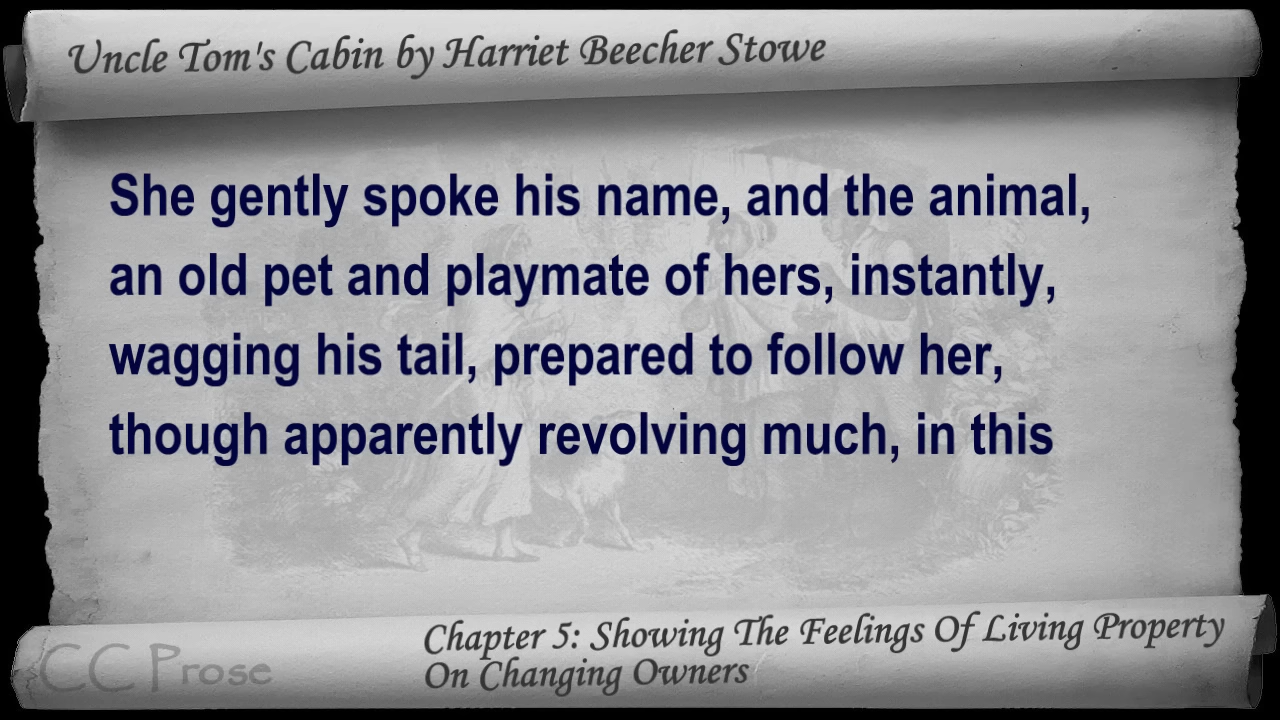 Uncle Tom's Cabin by Harriet Beecher Stowe
She gently spoke his name, and the animal,
an old pet and playmate of hers, instantly,
wagging his tail, prepared to follow her,
though apparently revolving much, in this
CC Prose
Chapter 5: Showing The Feelings Of Living Property
On Changing Owners